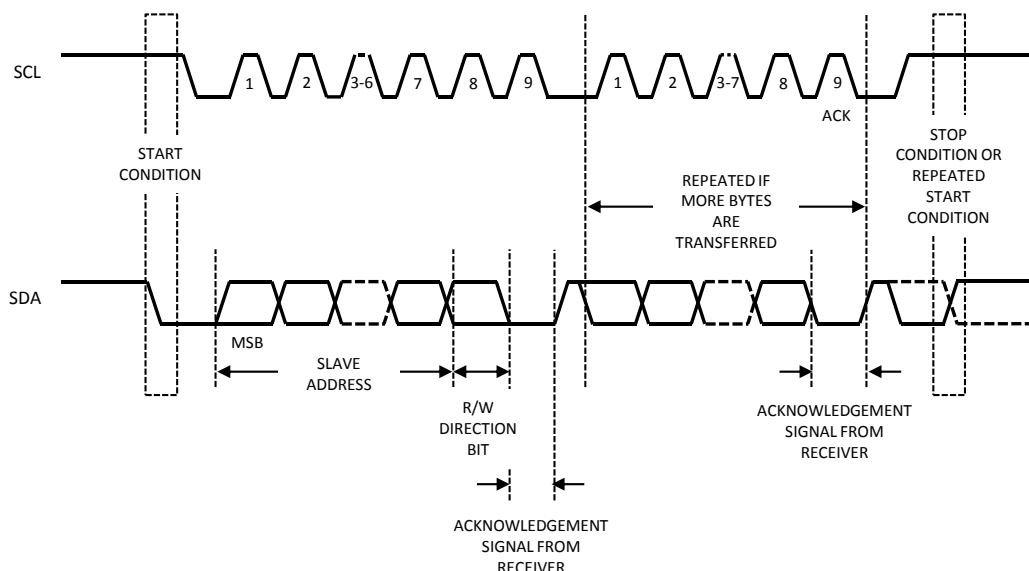 SCL
1
2
3-6
7
8
9
1
2
3-7
8
9
ACK
START
CONDITION
REPEATED IF
MORE BYTES
ARE
TRANSFERRED
STOP
CONDITION OR
REPEATED
START
CONDITION
SDA
MSB
SLAVE
ADDRESS
R/W
DIRECTION
BIT
ACKNOWLEDGEMENT
SIGNAL FROM
RECEIVER
ACKNOWLEDGEMENT
SIGNAL FROM
RECEIVER